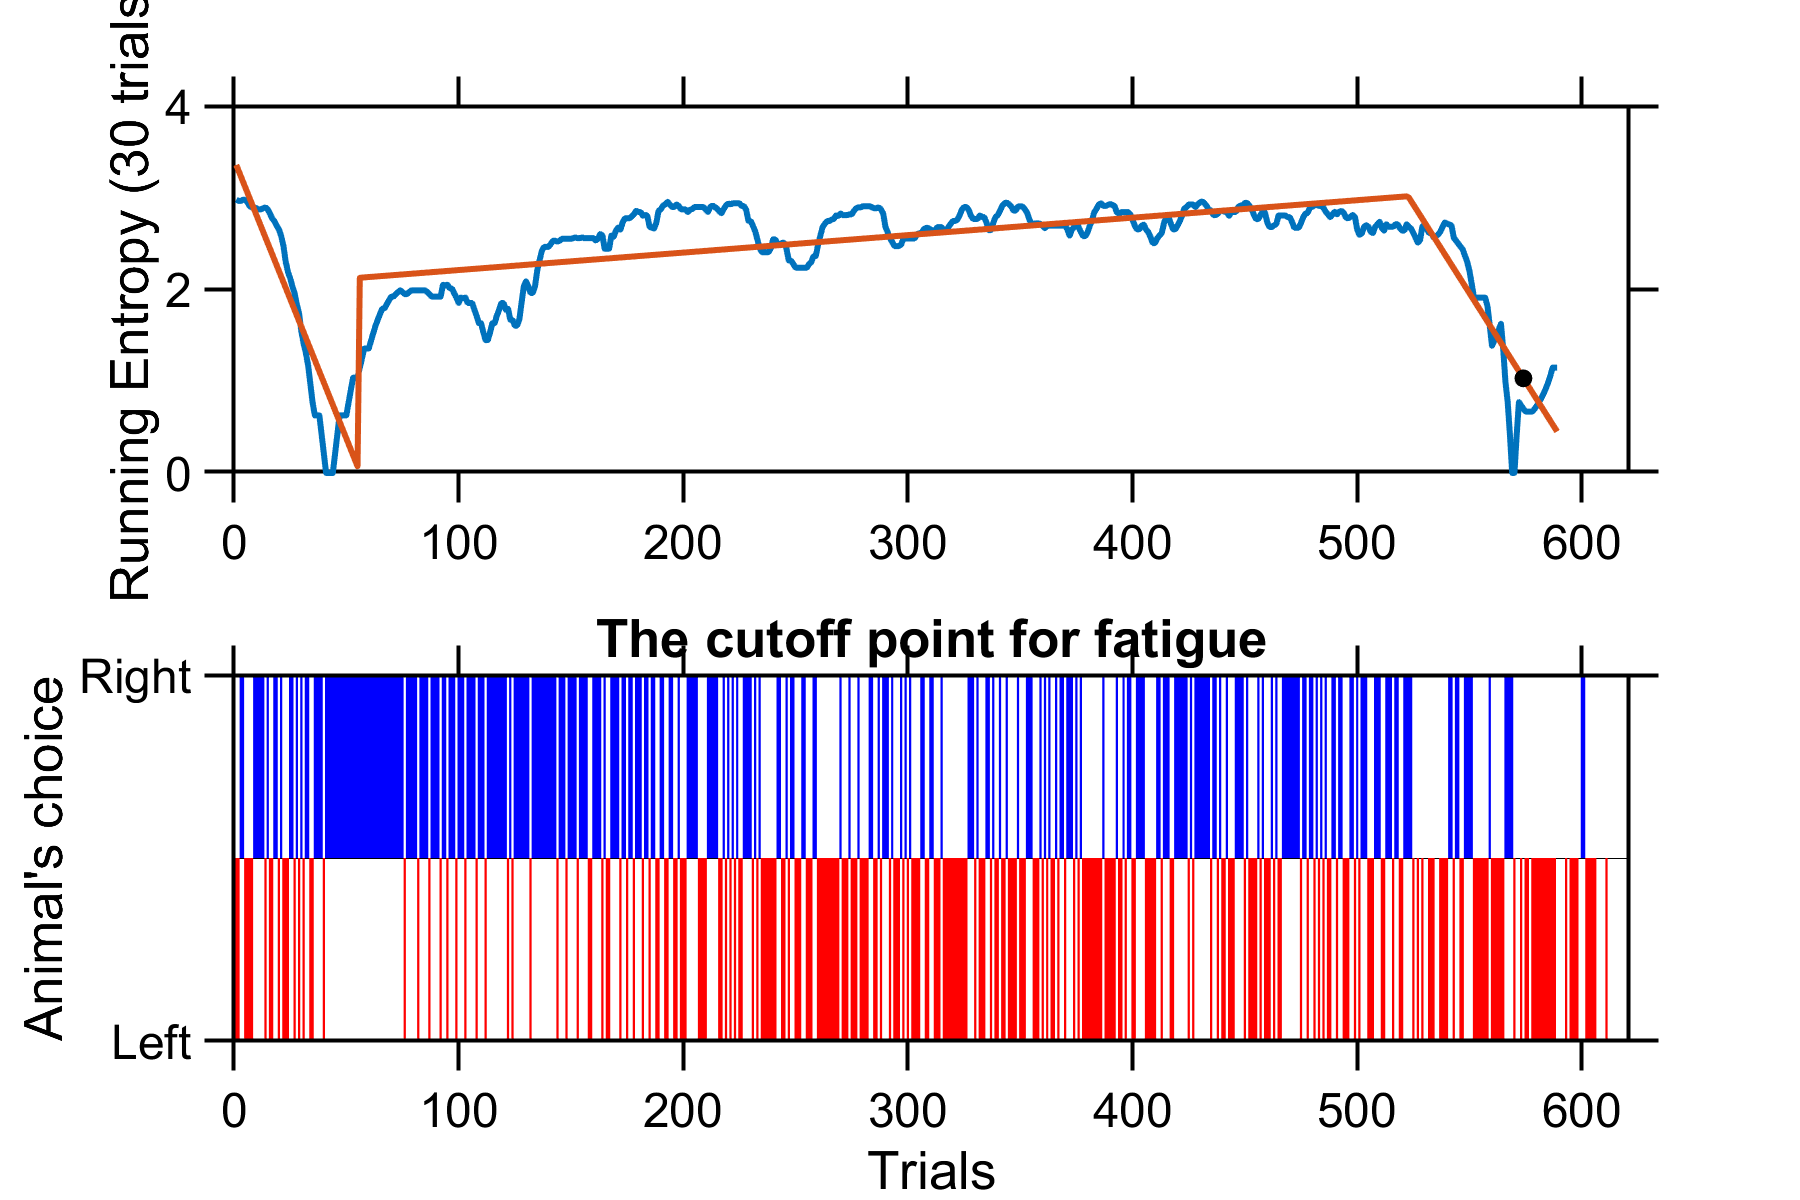 Running Entropy (30 trials
4
2
0
0 100 200 300 400 500 600
The cutoff point for fatigue
Animal's choice
Right
Left
0 100 200 300 400 500 600
Trials